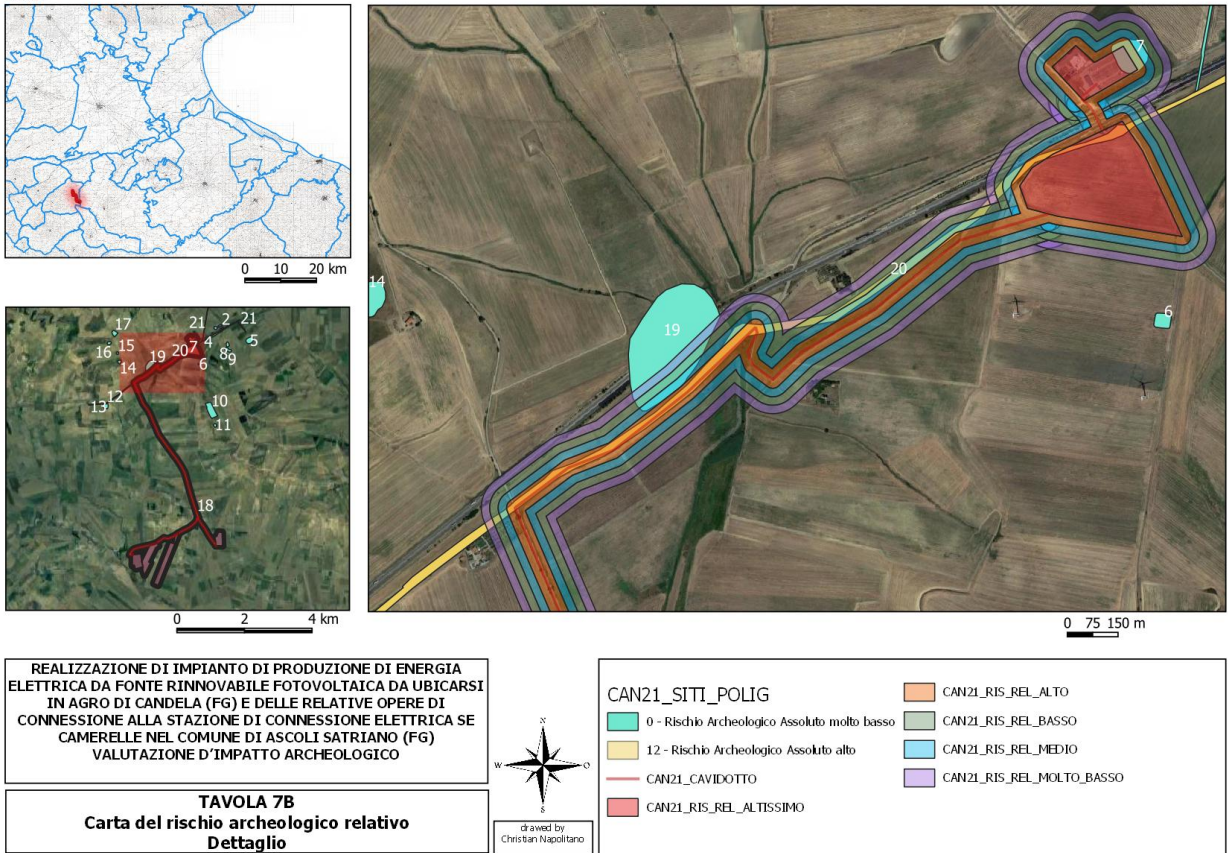 0 10 20 km
17
21
2
21
15
16
19
20
7
4
5
8
9
14
6
12
13
10
11
18
0 2 4 km
7
14
19
20
6
0 75 150 m
REALIZZAZIONE DI IMPIANTO DI PRODUZIONE DI ENERGIA
ELETTRICA DA FONTE RINNOVABILE FOTOVOLTAICA DA UBICARSI
IN AGRO DI CANDELA (FG) E DELLE RELATIVE OPERE DI
CONNESSIONE ALLA STAZIONE DI CONNESSIONE ELETTRICA SE
CAMERELLE NEL COMUNE DI ASCOLI SATRIANO (FG)
VALUTAZIONE D'IMPATTO ARCHEOLOGICO
TAVOLA 7B
Carta del rischio archeologico relativo
Dettaglio
N
W
O
S
drawed by
Christian Napolitano
CAN21_SITI_POLIG
0 - Rischio Archeologico Assoluto molto basso
12 - Rischio Archeologico Assoluto alto
CAN21_CAVIDOTTO
CAN21_RIS_REL_ALTISSIMO
CAN21_RIS_REL_ALTO
CAN21_RIS_REL_BASSO
CAN21_RIS_REL_MEDIO
CAN21_RIS_REL_MOLTO_BASSO